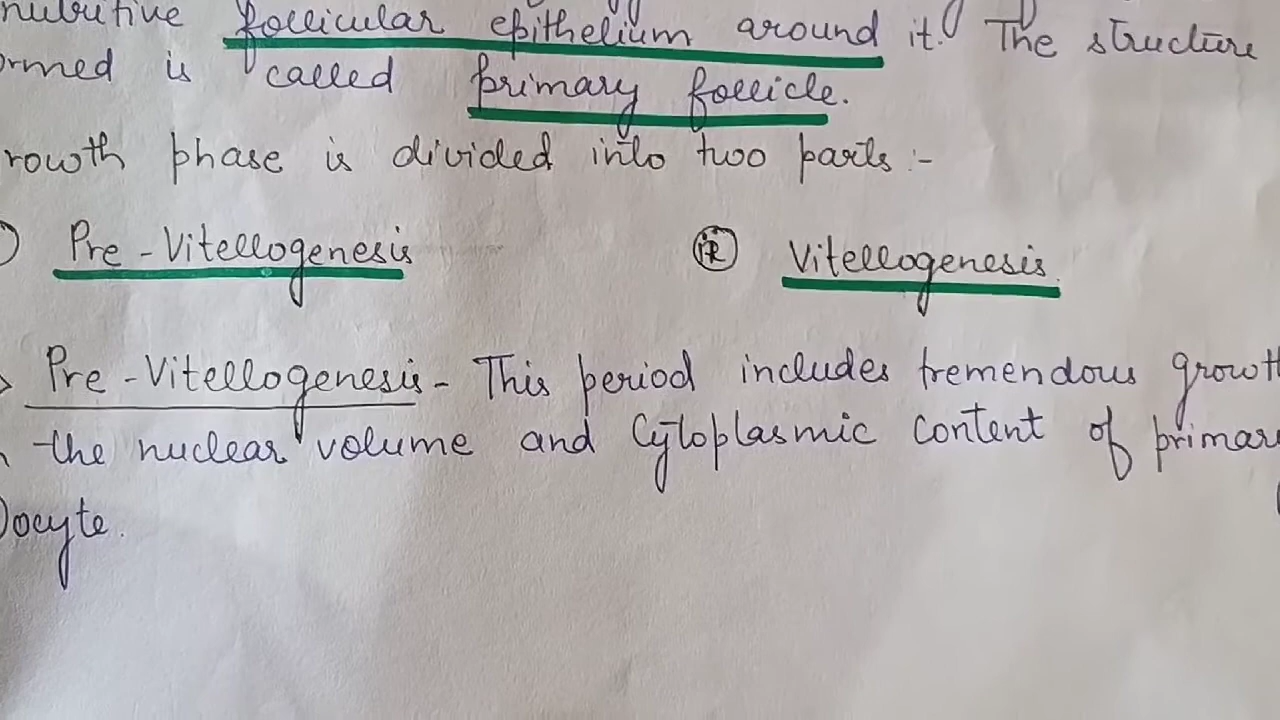 nutritive follicular epithelium around it. The structure
ormed is called primary follicle.
rowth phase is divided into two parts :-
Pre-Vitellogenesis ii Vitellogenesis.
Pre-Vitellogenesis - This period includes tremendous growth
the nuclear volume and Cytoplasmic content of primar
Oocyte.